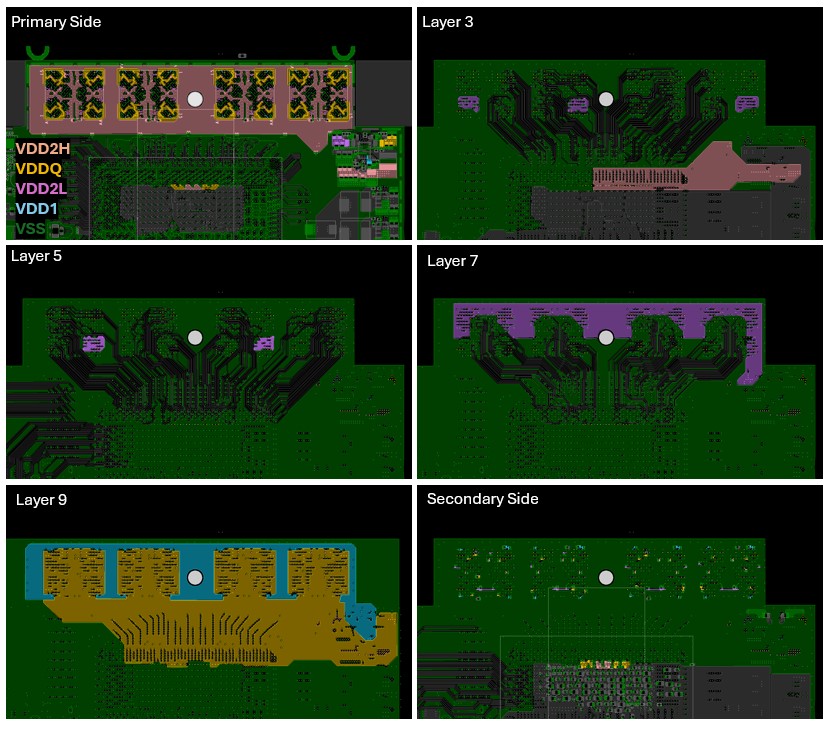 Primary Side
VDD2H
VDDQ
VDD2L
VDD1
VSS
Layer 3
Layer 5
Layer 7
Layer 9
Secondary Side